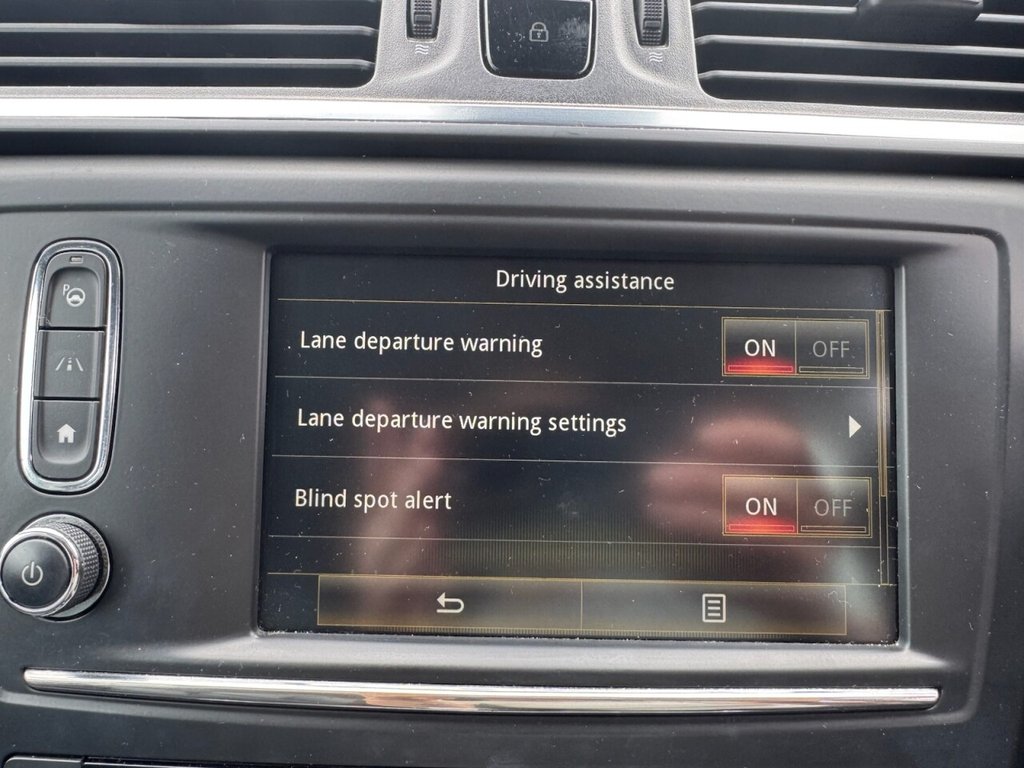 P
Driving assistance
Lane departure warning
ON OFF
Lane departure warning settings
Blind spot alert
ON OFF